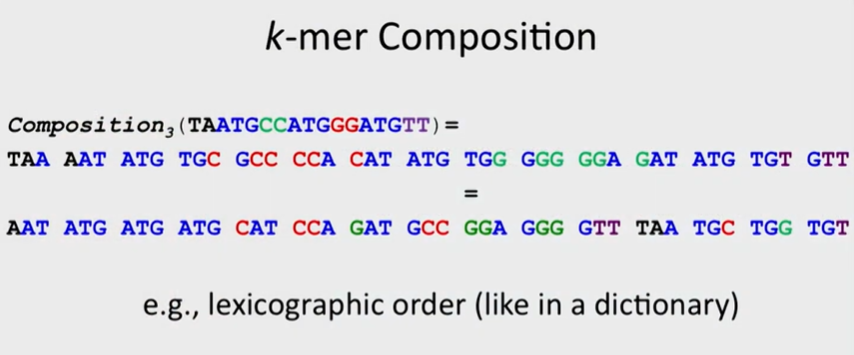 k-mer Composition
Composition₃(TAATGCCATGGGATGTT)=
TAA AAT ATG TGC GCC CCA CAT ATG TGG GGG GGA GAT ATG TGT GTT
=
AAT ATG ATG ATG CAT CCA GAT GCC GGA GGG GTT TAA TGC TGG TGT
e.g., lexicographic order (like in a dictionary)